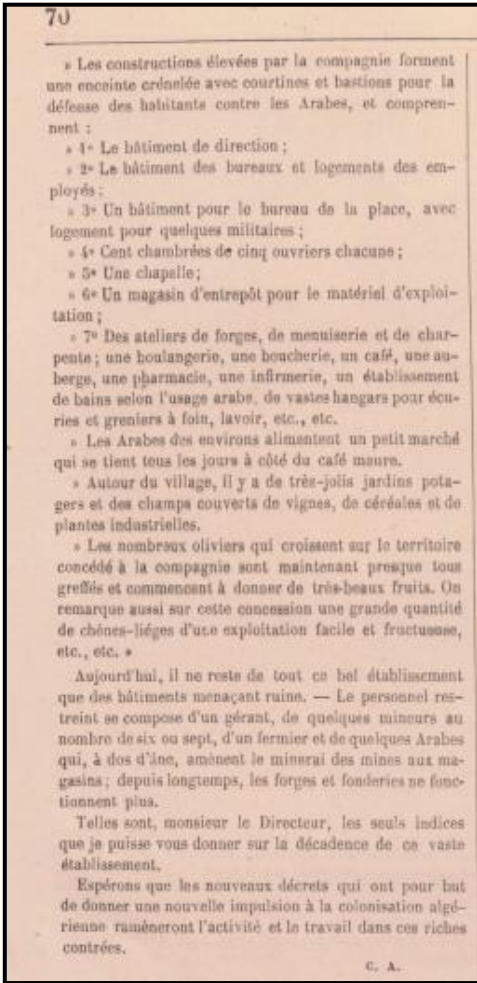 70
» Les constructions élevées par la compagnie forment
une enceinte crénelée avec courtines et bastions pour la
défense des habitants contre les Arabes, et compren-
nent :
» 1° Le bâtiment de direction ;
» 2° Le bâtiment des bureaux et logements des em-
ployés ;
» 3° Un bâtiment pour le bureau de la place, avec
logement pour quelques militaires ;
» 4° Cent chambrées de cinq ouvriers chacune ;
» 5° Une chapelle ;
» 6° Un magasin d'entrepôt pour le matériel d'exploi-
tation ;
» 7° Des ateliers de forges, de menuiserie et de char-
pente ; une boulangerie, une boucherie, un café, une au-
berge, une pharmacie, une infirmerie, un établissement
de bains selon l'usage arabe, de vastes hangars pour écu-
ries et greniers à foin, lavoir, etc., etc.
» Les Arabes des environs alimentent un petit marché
qui se tient tous les jours à côté du café maure.
» Autour du village, il y a de très-jolis jardins pota-
gers et des champs couverts de vignes, de céréales et de
plantes industrielles.
» Les nombreux oliviers qui croissent sur le territoire
concédé à la compagnie sont maintenant presque tous
greffés et commencent à donner de très-beaux fruits. On
remarque aussi sur cette concession une grande quantité
de chênes-liéges d'une exploitation facile et fructueuse,
etc., etc. »
Aujourd'hui, il ne reste de tout ce bel établissement
que des bâtiments menaçant ruine. — Le personnel res-
treint se compose d'un gérant, de quelques mineurs au
nombre de six ou sept, d'un fermier et de quelques Arabes
qui, à dos d'âne, amènent le minerai des mines aux ma-
gasins ; depuis longtemps, les forges et fonderies ne fonc-
tionnent plus.
Telles sont, monsieur le Directeur, les seuls indices
que je puisse vous donner sur la décadence de ce vaste
établissement.
Espérons que les nouveaux décrets qui ont pour but
de donner une nouvelle impulsion à la colonisation algé-
rienne ramèneront l'activité et le travail dans ces riches
contrées.
C. A.